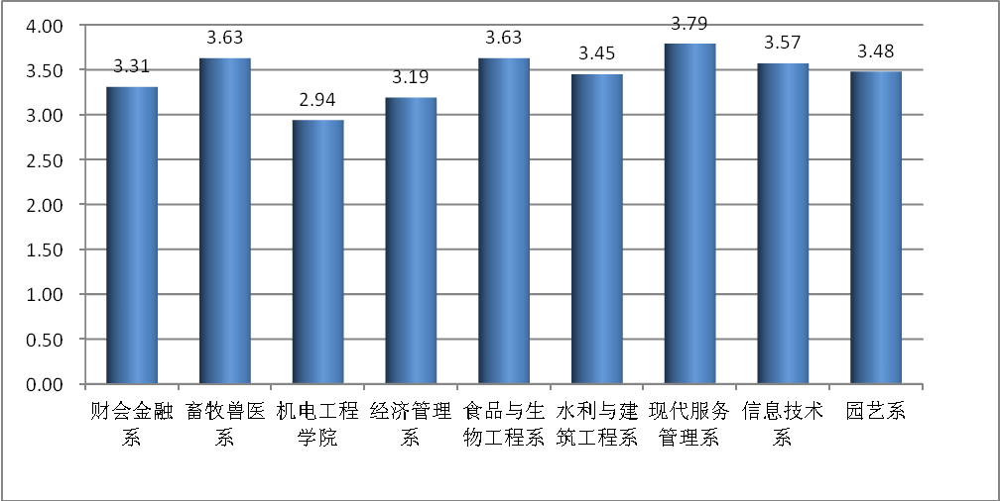 4.00
3.50
3.00
2.50
2.00
1.50
1.00
0.50
0.00
3.31
3.63
2.94
3.19
3.63
3.45
3.79
3.57
3.48
财会金融
系
畜牧兽医
系
机电工程
学院
经济管理
系
食品与生
物工程系
水利与建
筑工程系
现代服务
管理系
信息技术
系
园艺系